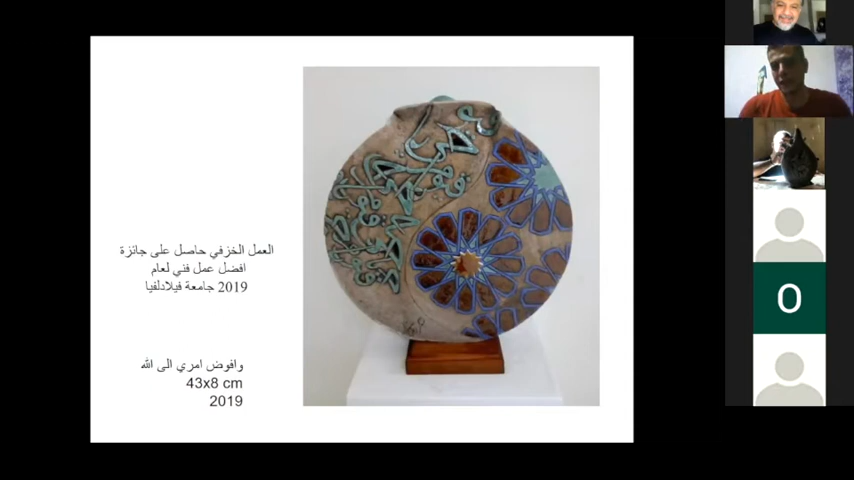 العمل الخزفي حاصل على جائزة
افضل عمل فني لعام
2019 جامعة فيلادلفيا
وافوض امري الى الله
43x8 cm
2019
O